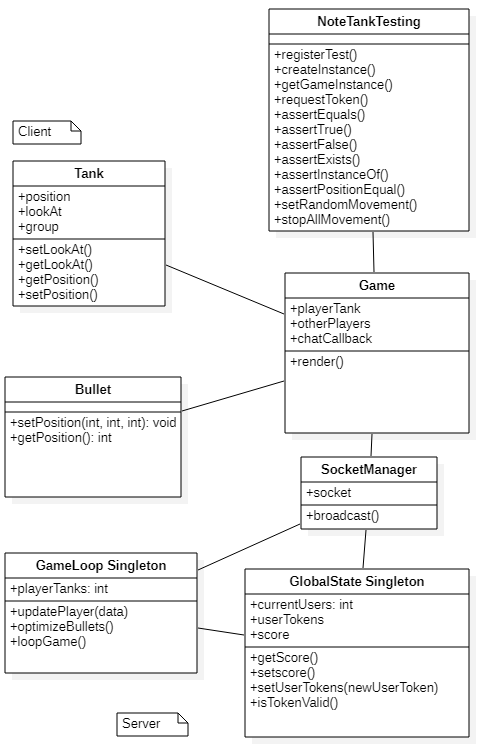 NoteTankTesting
+registerTest()
+createInstance()
+getGameInstance()
+requestToken()
+assertEquals()
+assertTrue()
+assertFalse()
+assertExists()
+assertInstanceOf()
+assertPositionEqual()
+setRandomMovement()
+stopAllMovement()
Client
Tank
+position
+lookAt
+group
+setLookAt()
+getLookAt()
+getPosition()
+setPosition()
Game
+playerTank
+otherPlayers
+chatCallback
+render()
Bullet
+setPosition(int, int, int): void
+getPosition(): int
SocketManager
+socket
+broadcast()
GameLoop Singleton
+playerTanks: int
+updatePlayer(data)
+optimizeBullets()
+loopGame()
GlobalState Singleton
+currentUsers: int
+userTokens
+score
+getScore()
+setscore()
+setUserTokens(newUserToken)
+isTokenValid()
Server